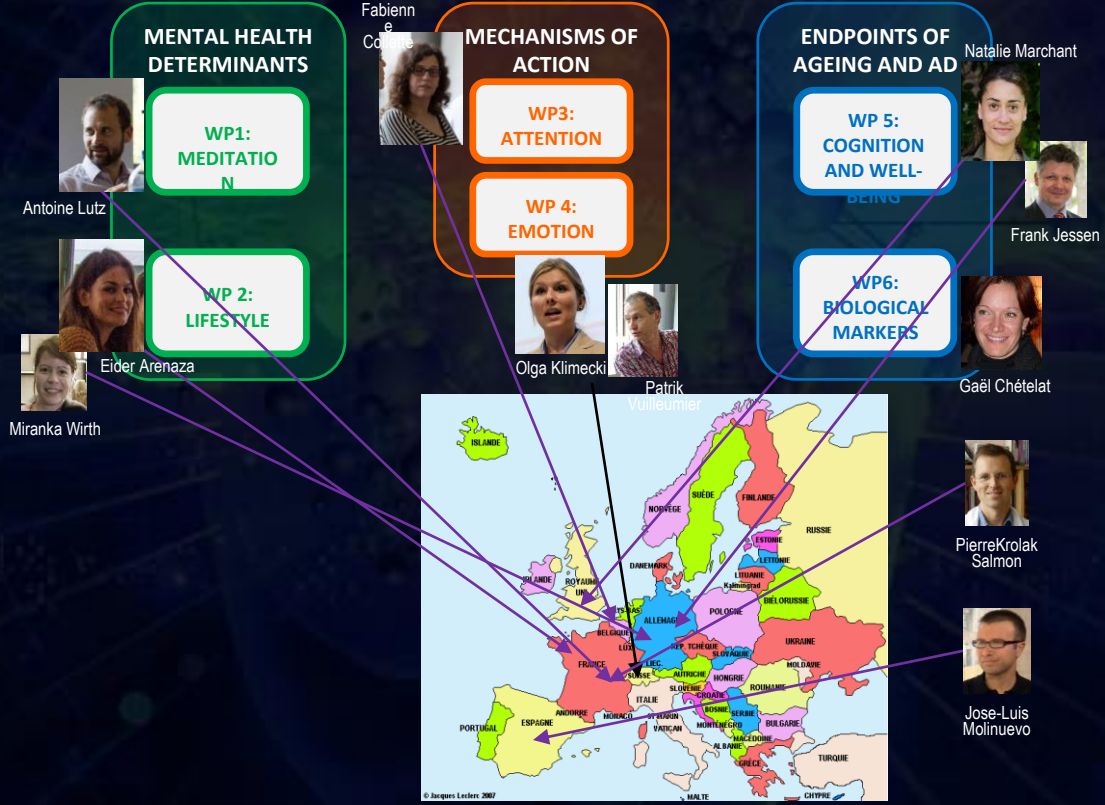 Fabienn
e
Collette
MENTAL HEALTH
DETERMINANTS
WP1:
MEDITATIO
N
WP 2:
LIFESTYLE
MECHANISMS OF
ACTION
WP3:
ATTENTION
WP 4:
EMOTION
ENDPOINTS OF
AGEING AND AD
WP 5:
COGNITION
AND WELL-
BEING
WP6:
BIOLOGICAL
MARKERS
Natalie Marchant
Antoine Lutz
Frank Jessen
Eider Arenaza
Olga Klimecki
Patrik
Vuilleumier
Gaël Chételat
Miranka Wirth
PierreKrolak
Salmon
Jose-Luis
Molinuevo
ISLANDE
SUÈDE
FINLANDE
NORVÈGE
RUSSIE
ESTONIE
LETTONIE
DANEMARK
LITUANIE
Kaliningrad
IRLANDE
ROYAUME
UNI
PAYS-BAS
BIÉLORUSSIE
POLOGNE
ALLEMAGNE
BELGIQUE
LUX.
RÉP. TCHÈQUE
UKRAINE
SLOVAQUIE
FRANCE
LIEC.
MOLDAVIE
SUISSE
AUTRICHE
HONGRIE
SLOVÉNIE
ROUMANIE
CROATIE
ITALIE
BOSNIE
SERBIE
ANDORRE
MONACO
ST-MARIN
ESPAGNE
PORTUGAL
VATICAN
MONTÉNÉGRO
BULGARIE
MACÉDOINE
ALBANIE
GRÈCE
TURQUIE
MALTE
CHYPRE
© Jacques Leclerc 2007